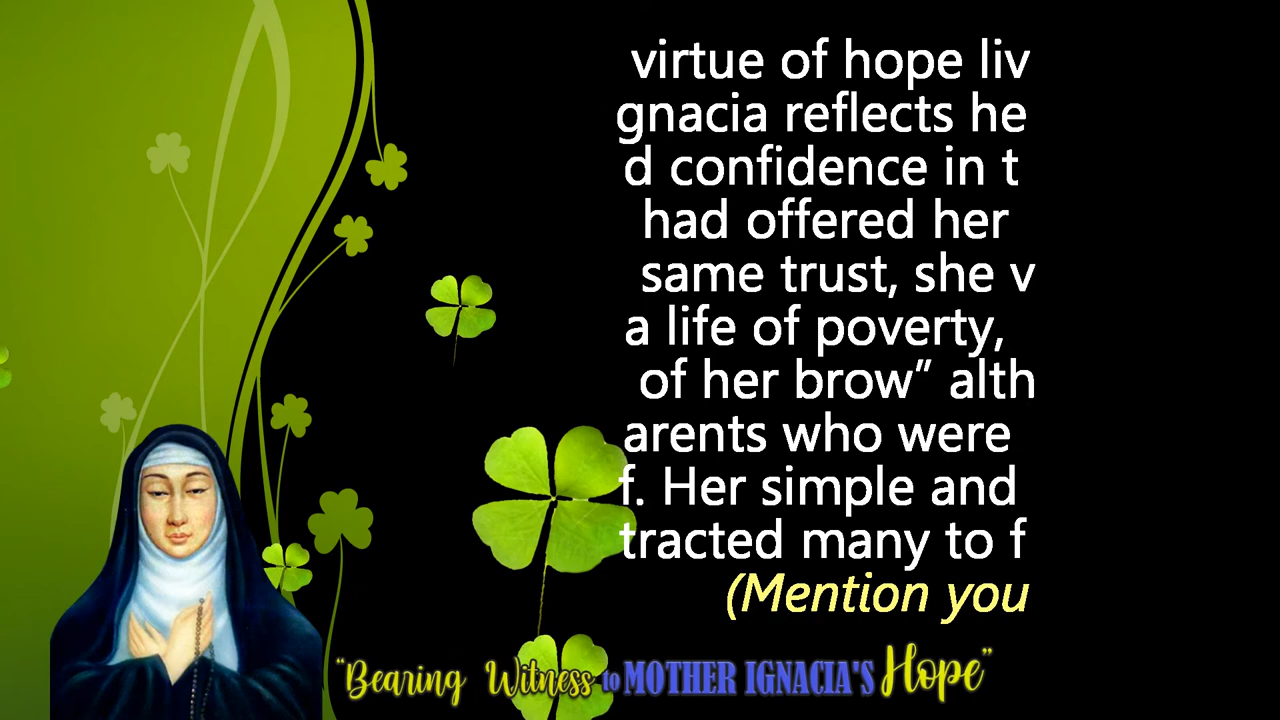 virtue of hope liv
gnacia reflects he
d confidence in t
had offered her
same trust, she v
a life of poverty,
of her brow” alth
arents who were
f. Her simple and
tracted many to f
(Mention you
“Bearing Witness to MOTHER IGNACIA'S Hope”